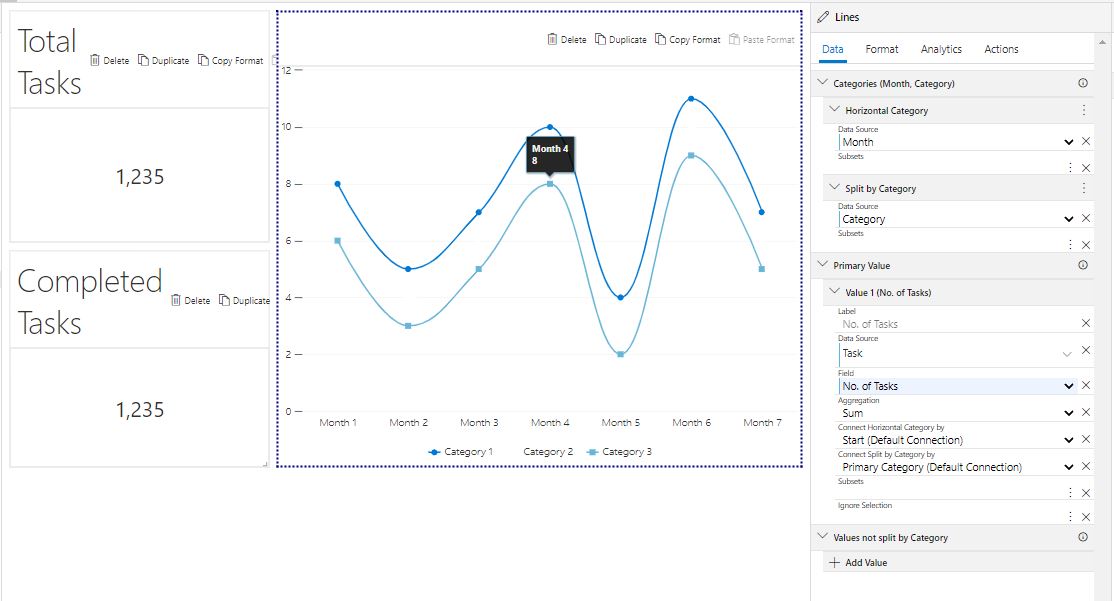 Total
Tasks
Delete Duplicate Copy Format
1,235
Completed
Tasks
Delete Duplicate
1,235
Delete Duplicate Copy Format Paste Format
12
10
8
6
4
2
0
Month 4
8
Month 1 Month 2 Month 3 Month 4 Month 5 Month 6 Month 7
Category 1 Category 2 Category 3
Lines
Data Format Analytics Actions
Categories (Month, Category)
Horizontal Category
Data Source
Month
Subsets
Split by Category
Data Source
Category
Subsets
Primary Value
Value 1 (No. of Tasks)
Label
No. of Tasks
Data Source
Task
Field
No. of Tasks
Aggregation
Sum
Connect Horizontal Category by
Start (Default Connection)
Connect Split by Category by
Primary Category (Default Connection)
Subsets
Ignore Selection
Values not split by Category
Add Value